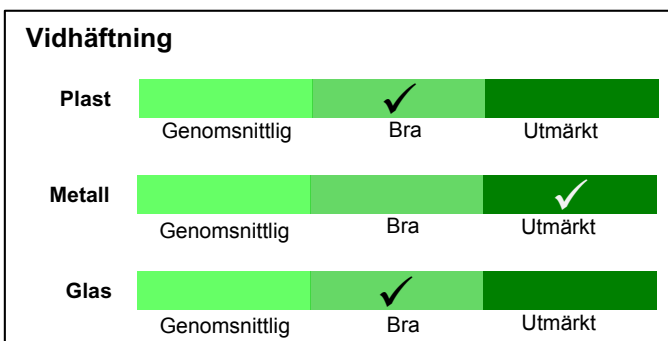 Vidhäftning
Plast
Genomsnittlig Bra Utmärkt
Metall
Genomsnittlig Bra Utmärkt
Glas
Genomsnittlig Bra Utmärkt